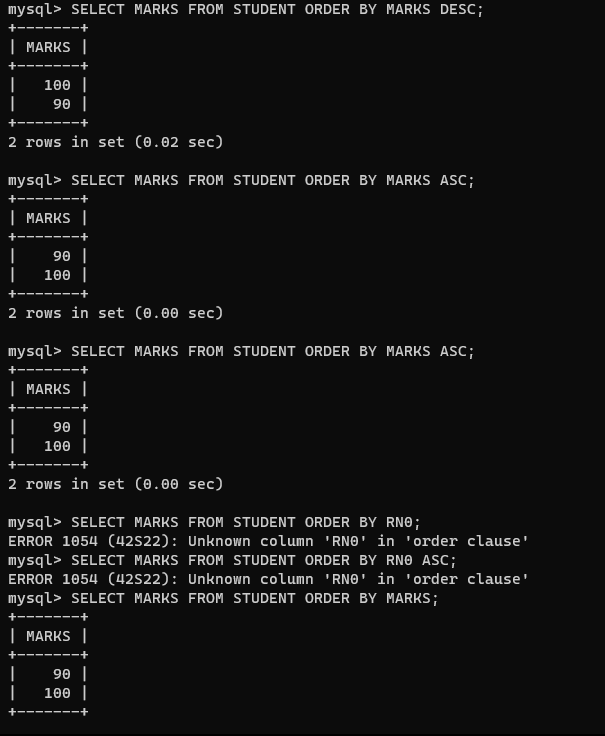 mysql> SELECT MARKS FROM STUDENT ORDER BY MARKS DESC;
+-------+
| MARKS |
+-------+
|   100 |
|    90 |
+-------+
2 rows in set (0.02 sec)
mysql> SELECT MARKS FROM STUDENT ORDER BY MARKS ASC;
+-------+
| MARKS |
+-------+
|    90 |
|   100 |
+-------+
2 rows in set (0.00 sec)
mysql> SELECT MARKS FROM STUDENT ORDER BY MARKS ASC;
+-------+
| MARKS |
+-------+
|    90 |
|   100 |
+-------+
2 rows in set (0.00 sec)
mysql> SELECT MARKS FROM STUDENT ORDER BY RN0;
ERROR 1054 (42S22): Unknown column 'RN0' in 'order clause'
mysql> SELECT MARKS FROM STUDENT ORDER BY RN0 ASC;
ERROR 1054 (42S22): Unknown column 'RN0' in 'order clause'
mysql> SELECT MARKS FROM STUDENT ORDER BY MARKS;
+-------+
| MARKS |
+-------+
|    90 |
|   100 |
+-------+